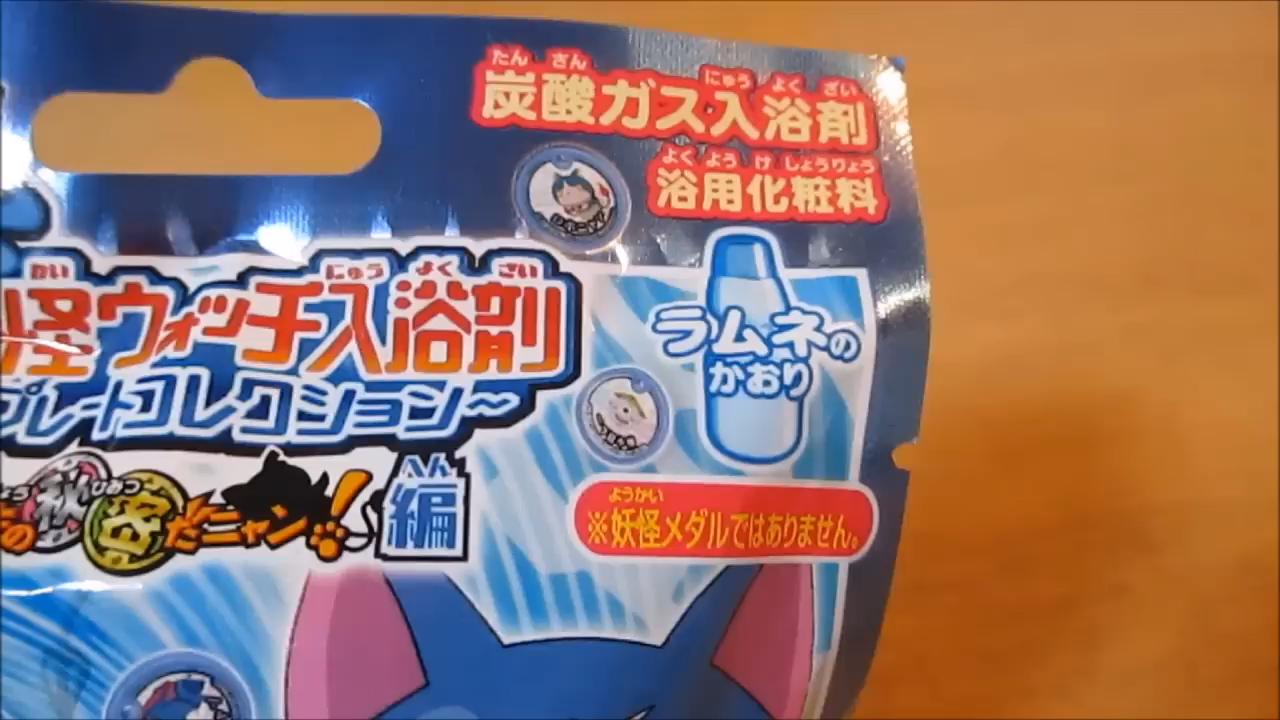 たん さん にゅう よく ざい
炭酸ガス入浴剤
よく よう け しょうりょう
浴用化粧料
かい にゅう よく ざい
怪ウォッチ入浴剤
プレートコレクション～
ラムネの
かおり
ひみつ へん
の秘密だニャン! 編
ようかい
※妖怪メダルではありません。